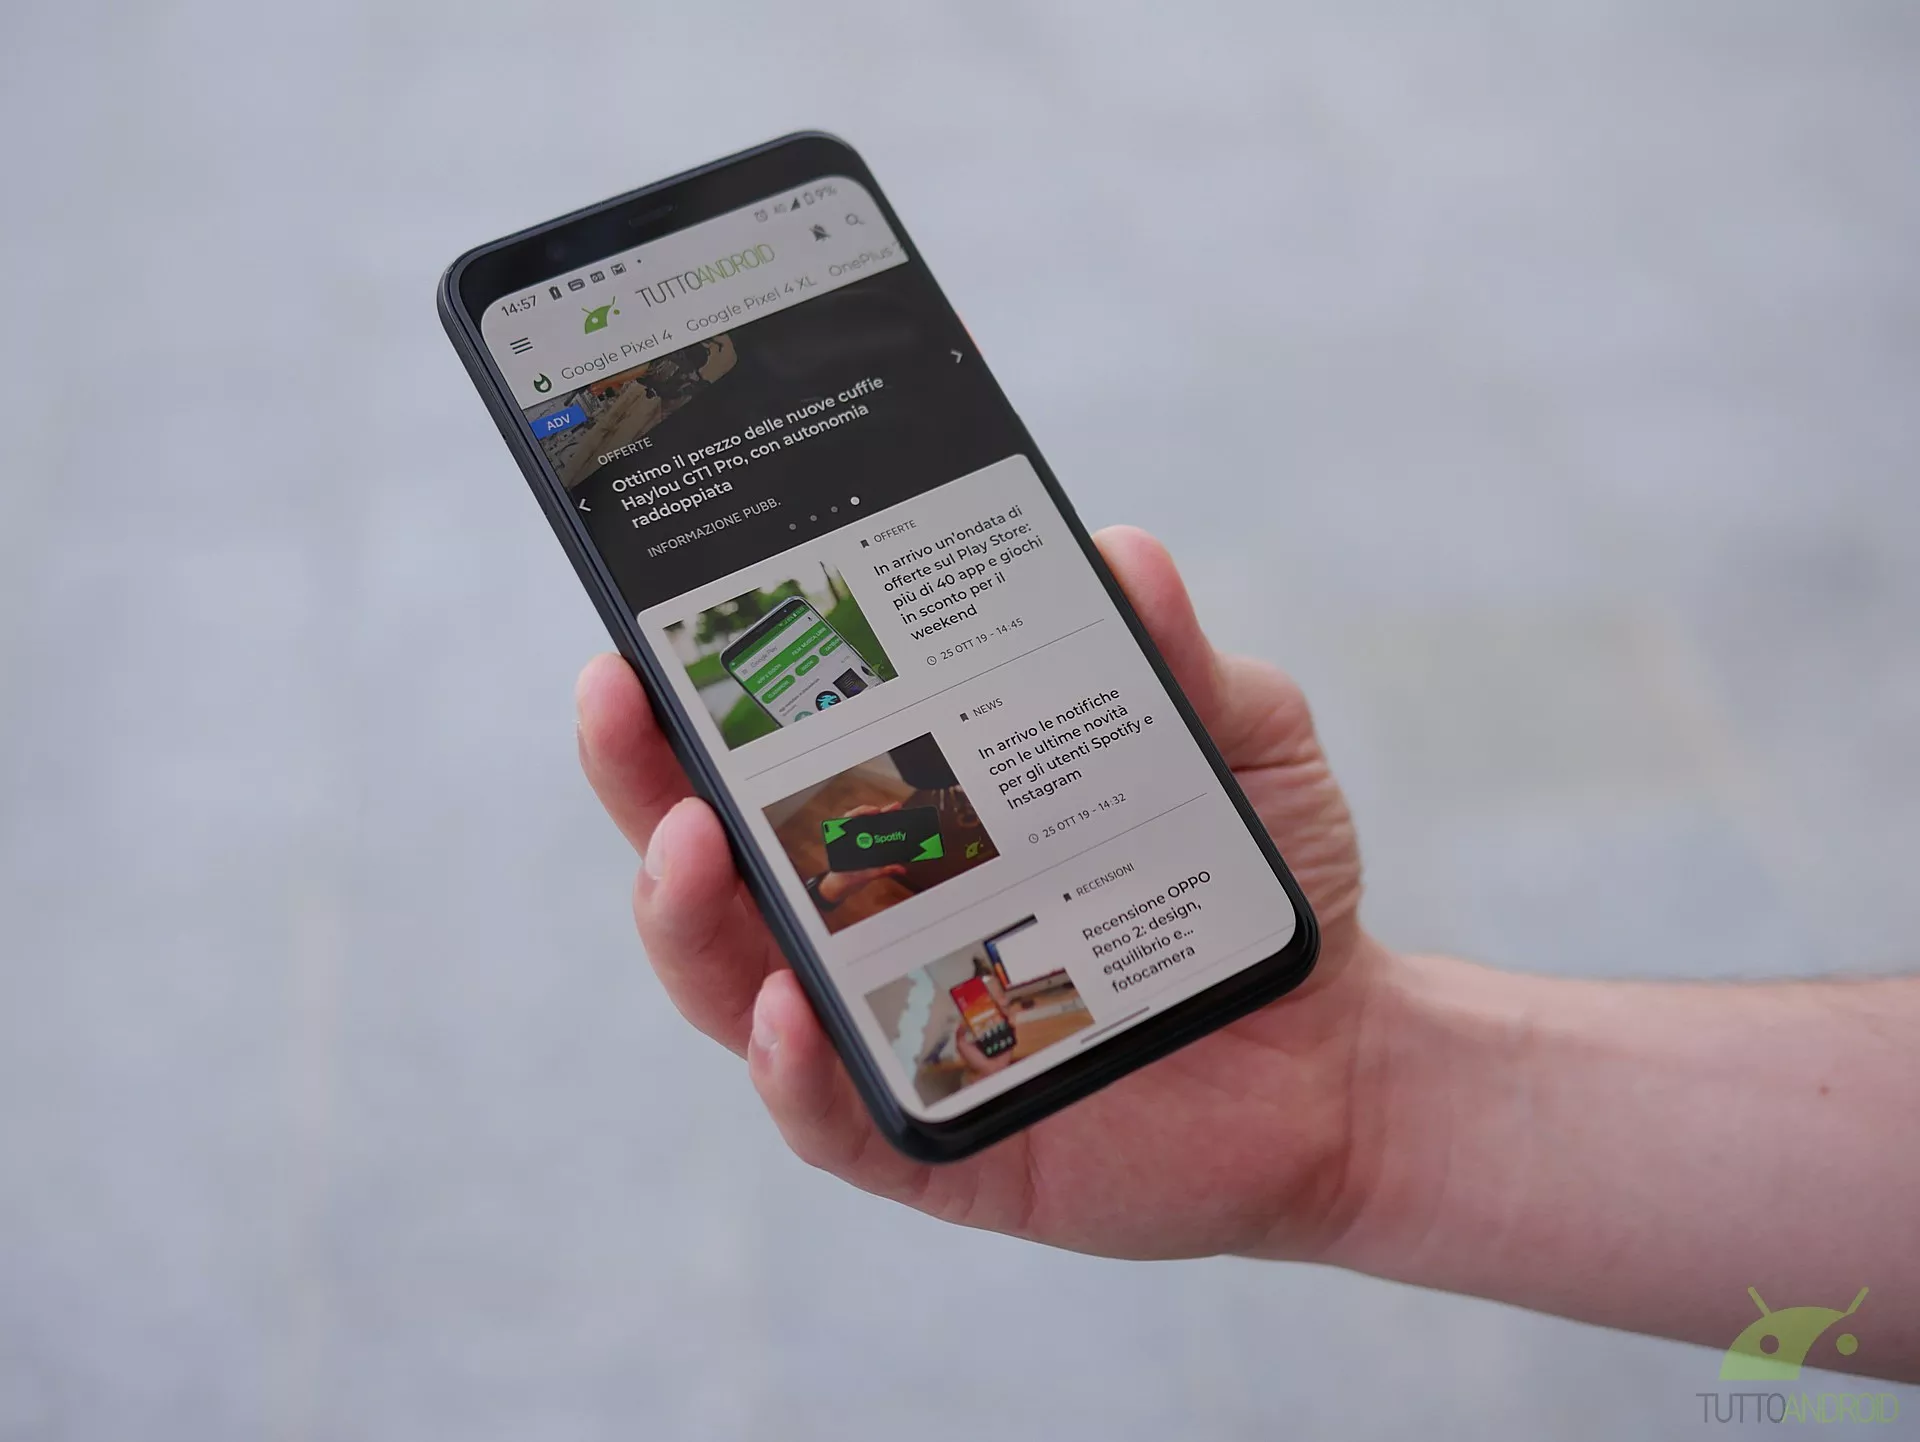 14:57
9%
TUTTOANDROID
Google Pixel 4 Google Pixel 4 XL OnePlus
ADV
OFFERTE
Ottimo il prezzo delle nuove cuffie
Haylou GT1 Pro, con autonomia
raddoppiata
INFORMAZIONE PUBB.
OFFERTE
In arrivo un'ondata di
offerte sul Play Store:
più di 40 app e giochi
in sconto per il
weekend
25 OTT 19 - 14:45
Google Play
NEWS
In arrivo le notifiche
con le ultime novità
per gli utenti Spotify e
Instagram
25 OTT 19 - 14:32
Spotify
RECENSIONI
Recensione OPPO
Reno 2: design,
equilibrio e...
fotocamera
TUTTOANDROID